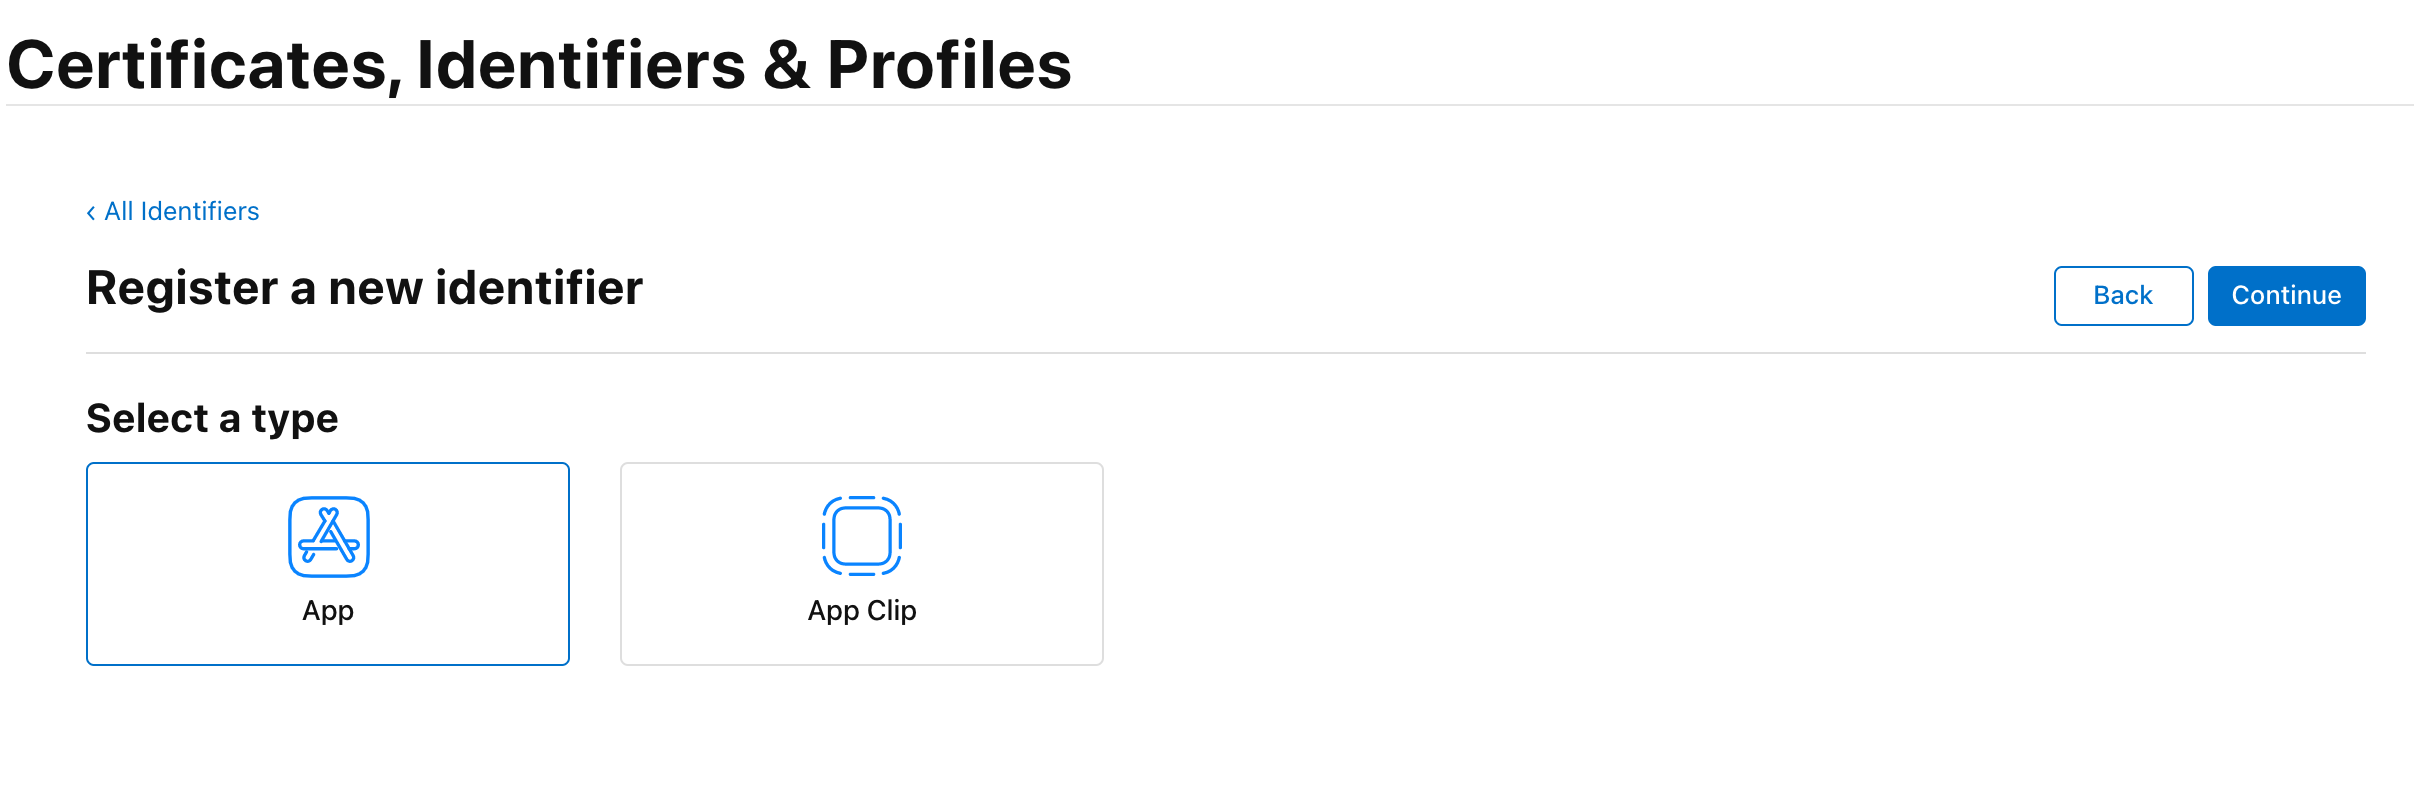 Certificates, Identifiers & Profiles
‹ All Identifiers
Register a new identifier
Back
Continue
Select a type
App
App Clip